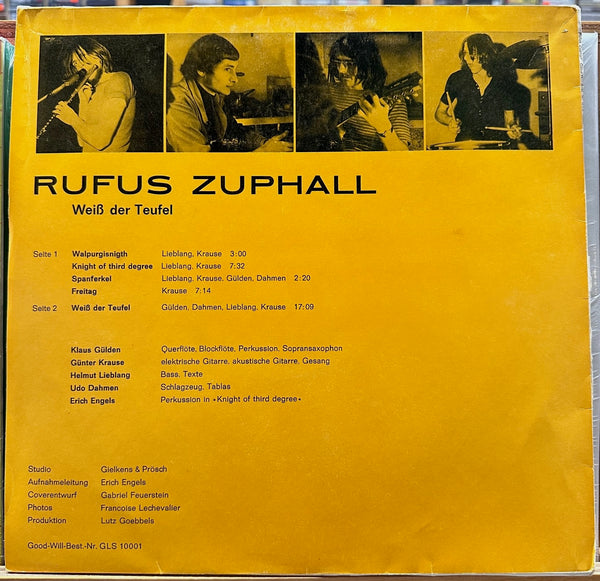 RUFUS ZUPHALL
Weiß der Teufel
Seite 1 Walpurgisnigth Lieblang, Krause 3:00
Knight of third degree Lieblang, Krause 7:32
Spanferkel Lieblang, Krause, Gülden, Dahmen 2:20
Freitag Krause 7:14
Seite 2 Weiß der Teufel Gülden, Dahmen, Lieblang, Krause 17:09
Klaus Gülden Querflöte, Blockflöte, Perkussion, Sopransaxophon
Günter Krause elektrische Gitarre, akustische Gitarre, Gesang
Helmut Lieblang Bass, Texte
Udo Dahmen Schlagzeug, Tablas
Erich Engels Perkussion in «Knight of third degree»
Studio Gielkens & Prösch
Aufnahmeleitung Erich Engels
Coverentwurf Gabriel Feuerstein
Photos Francoise Lechevalier
Produktion Lutz Goebbels
Good-Will-Best.-Nr. GLS 10001